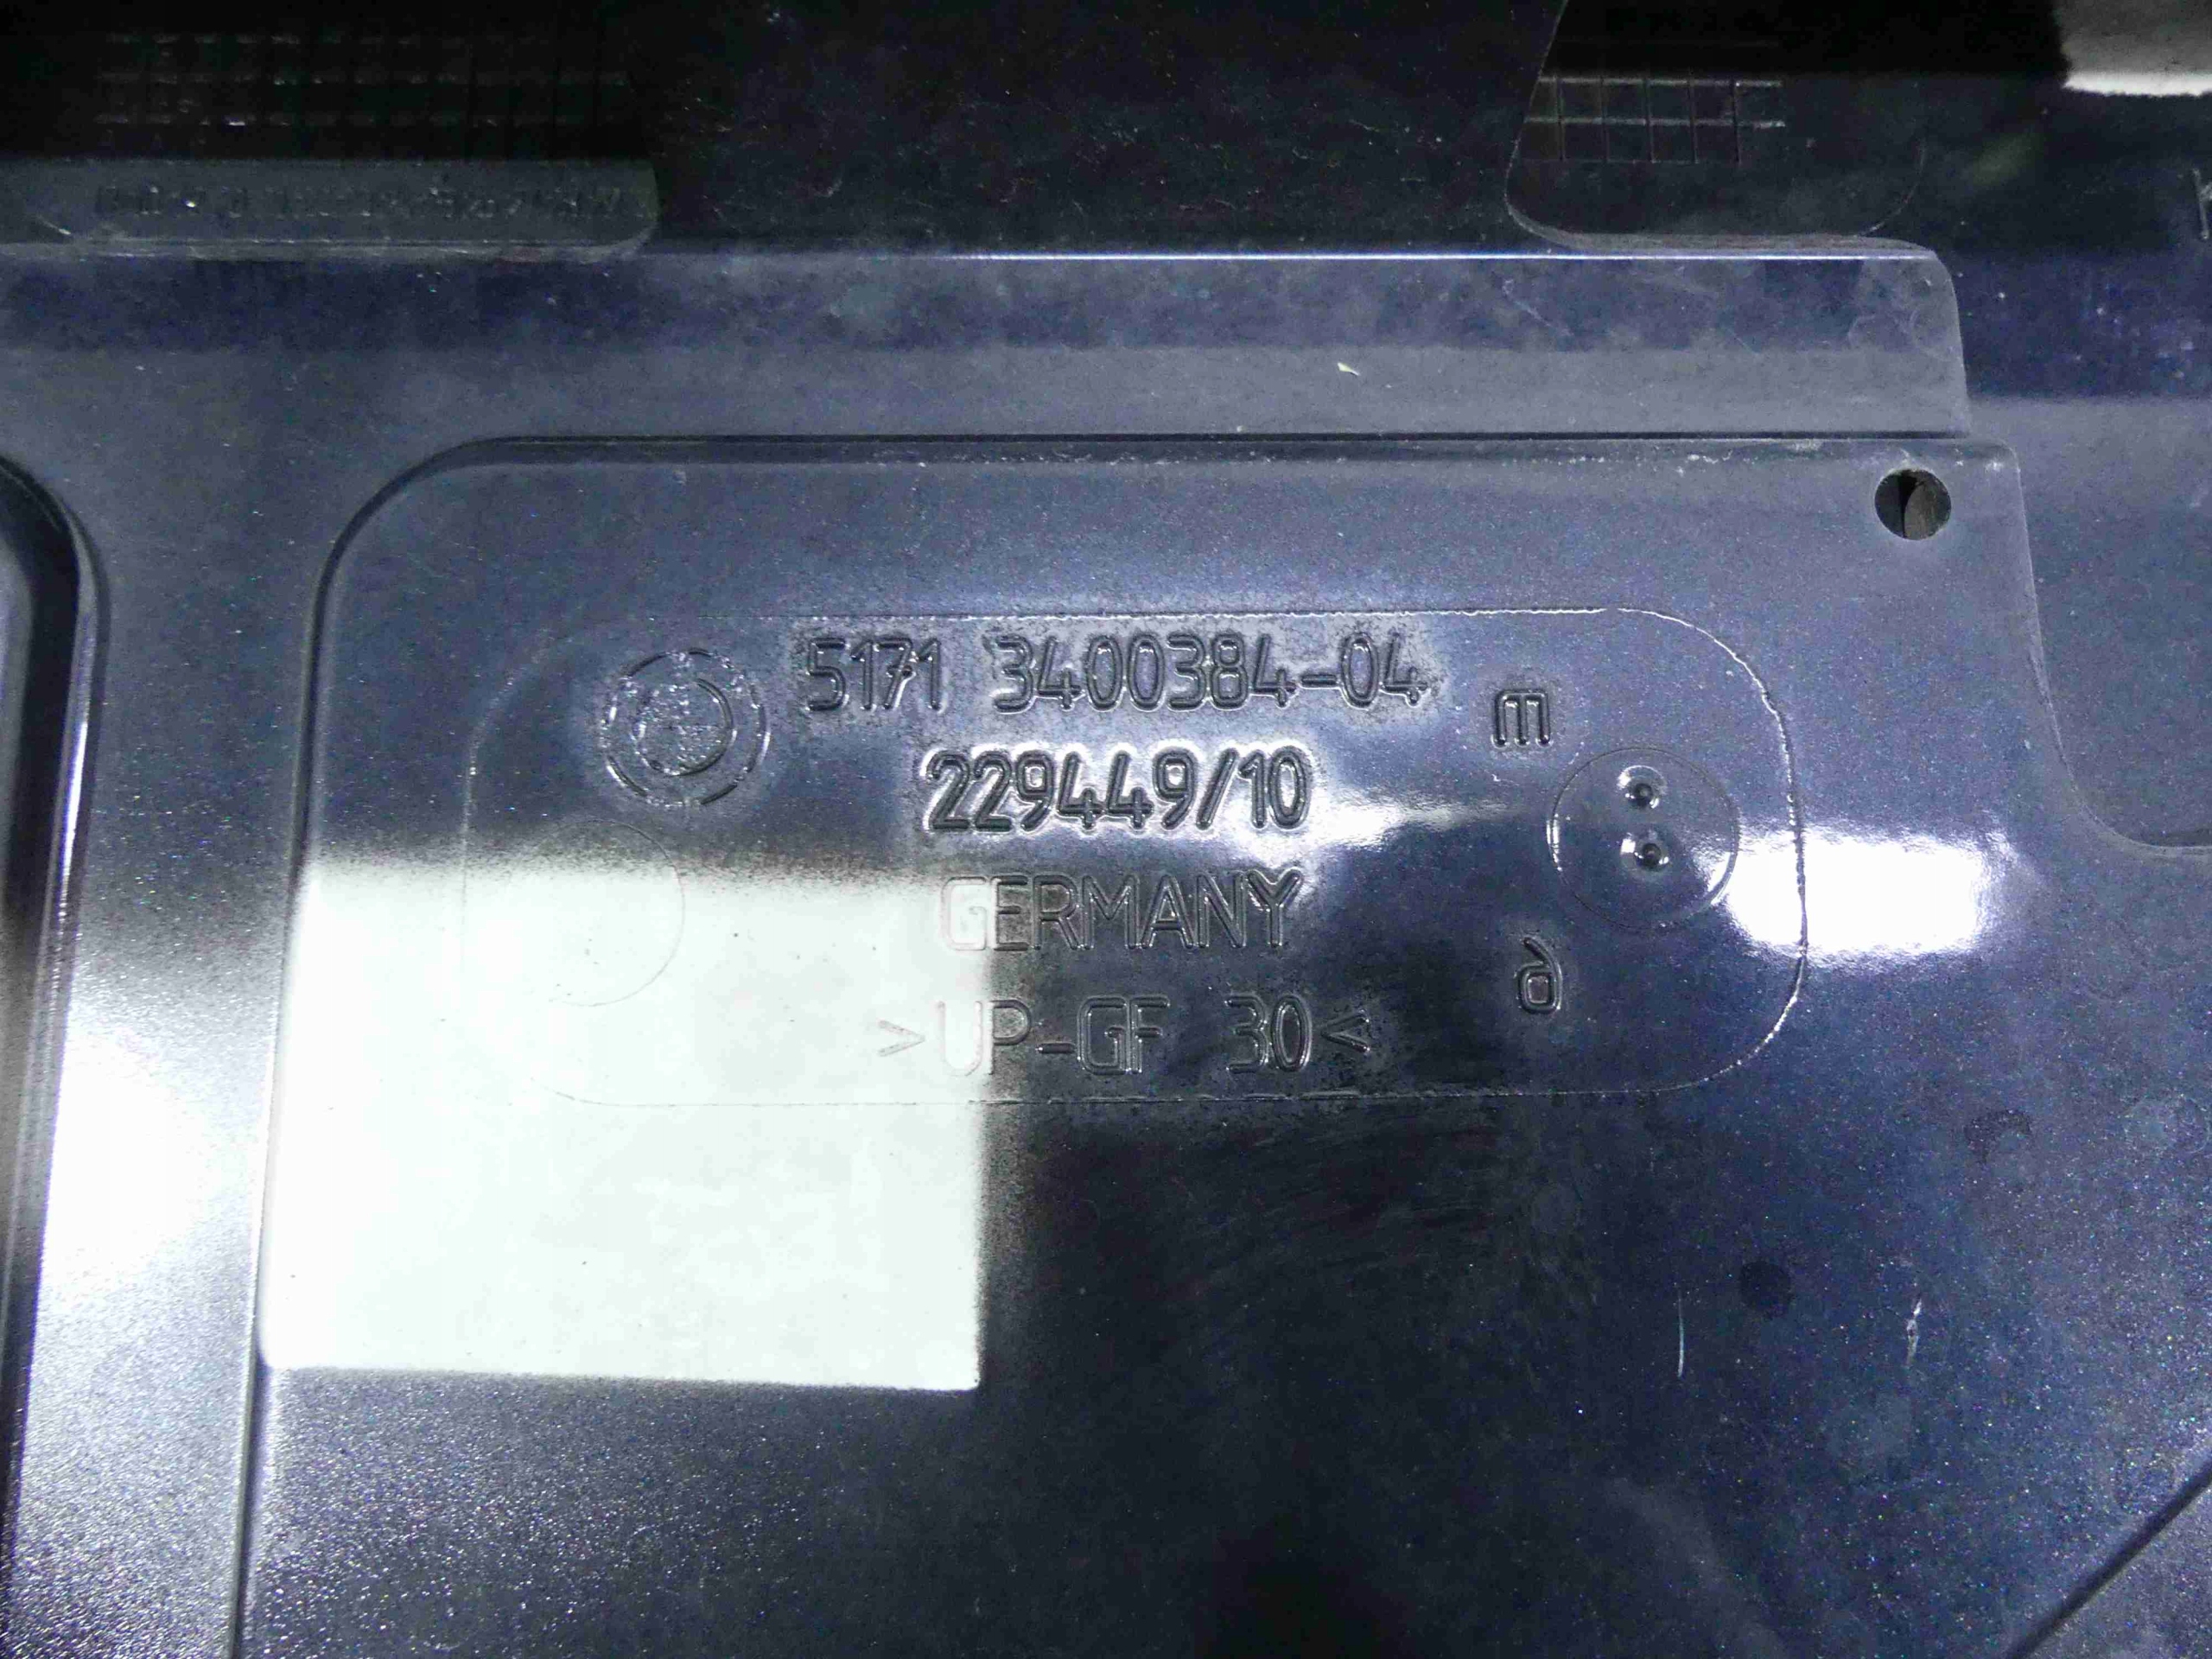 5171 3400384-04
m
229449/10
GERMANY
d
>UP-GF 30<